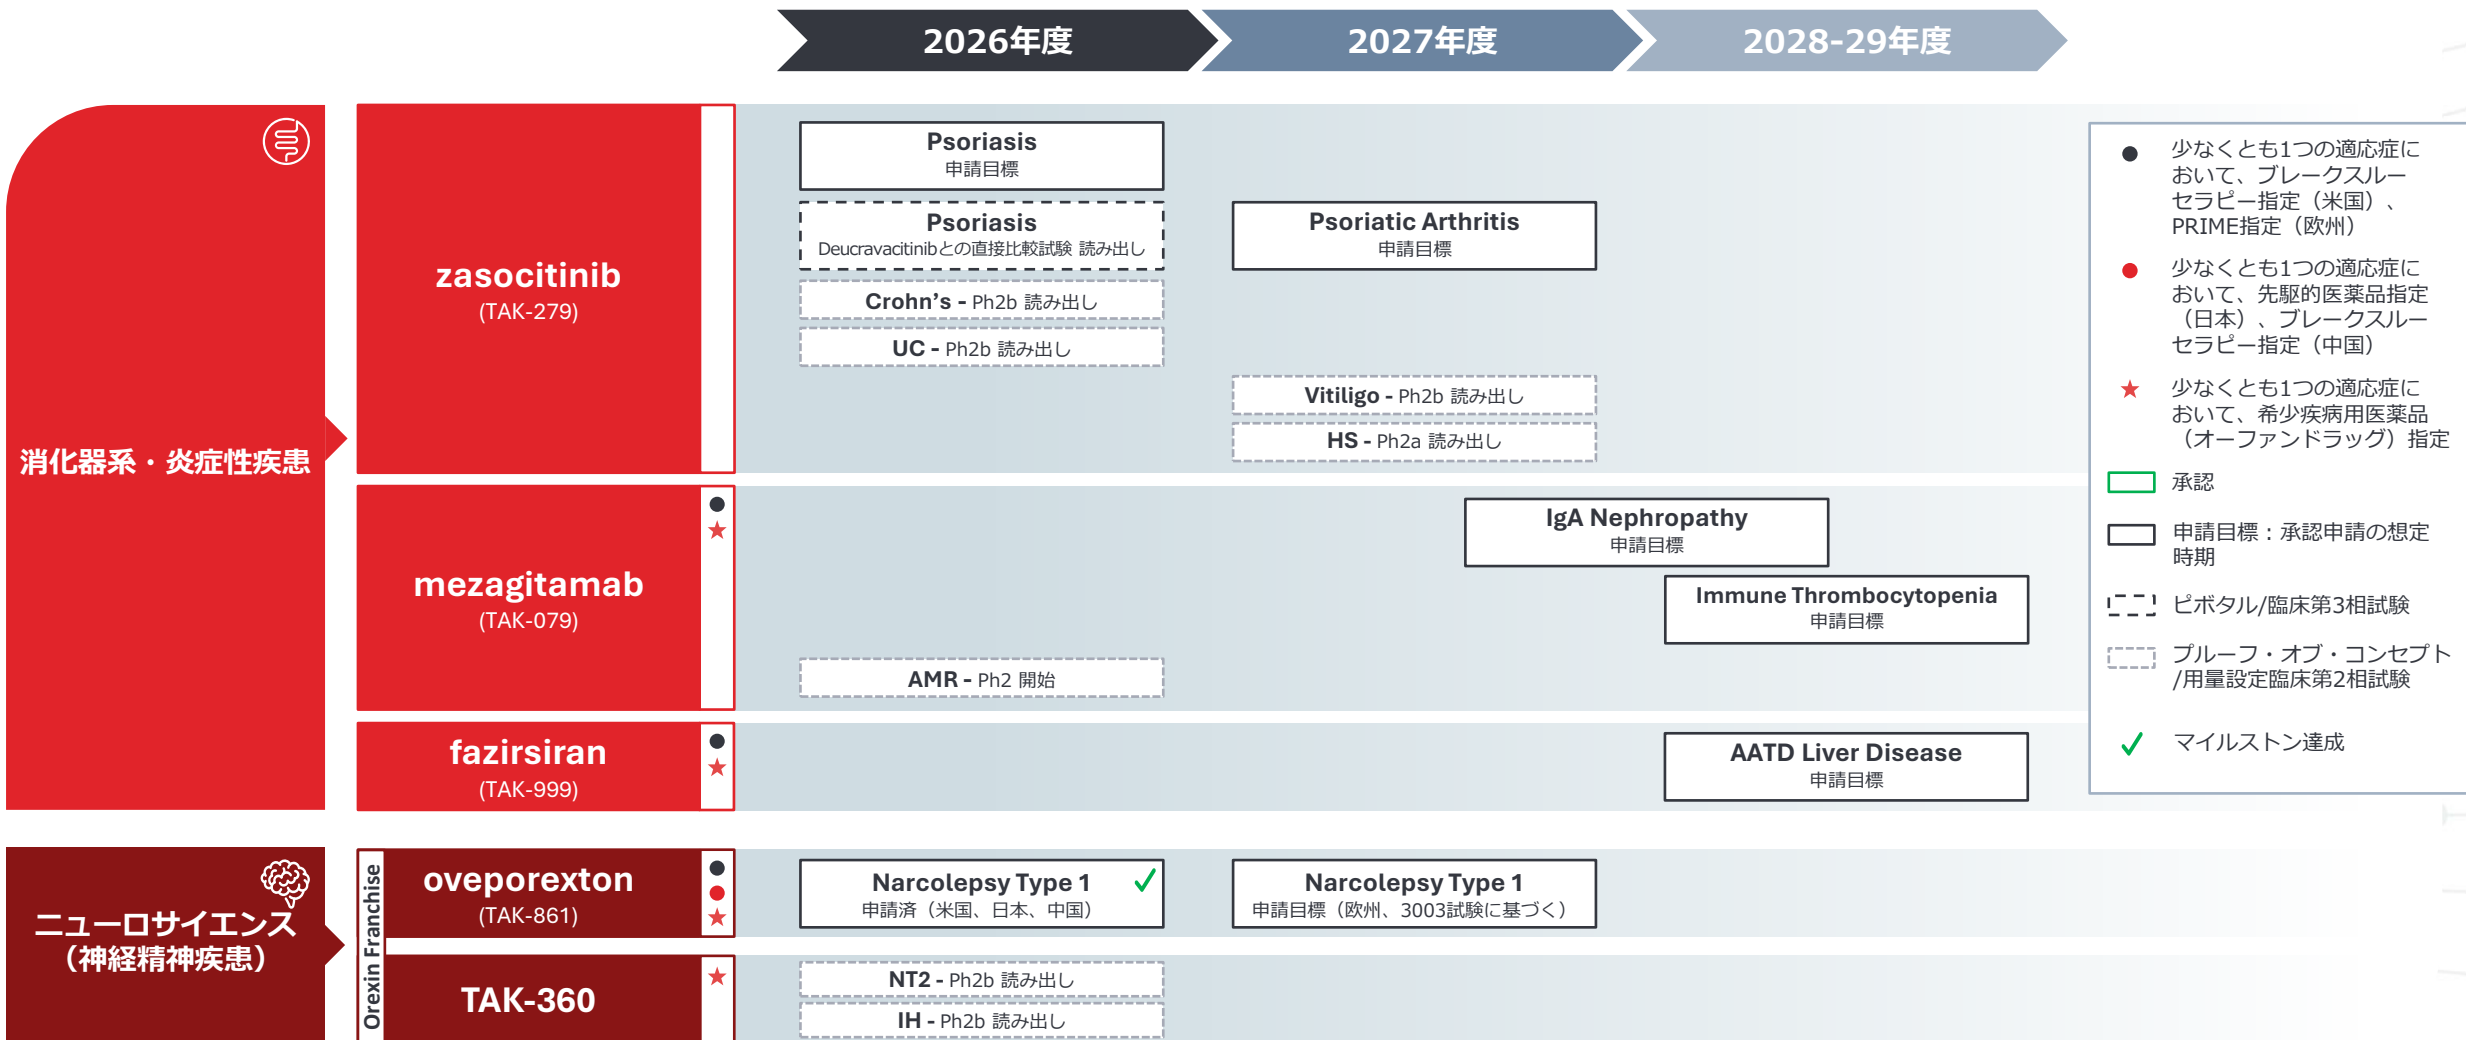 2026年度
2027年度
2028-29年度
消化器系・炎症性疾患
zasocitinib
(TAK-279)
Psoriasis
申請目標
Psoriasis
Deucravacitinibとの直接比較試験 読み出し
Crohn's - Ph2b 読み出し
UC - Ph2b 読み出し
Psoriatic Arthritis
申請目標
Vitiligo - Ph2b 読み出し
HS - Ph2a 読み出し
mezagitamab
(TAK-079)
IgA Nephropathy
申請目標
Immune Thrombocytopenia
申請目標
AMR - Ph2 開始
fazirsiran
(TAK-999)
AATD Liver Disease
申請目標
ニューロサイエンス
（神経精神疾患）
Orexin Franchise
oveporexton
(TAK-861)
Narcolepsy Type 1
申請済（米国、日本、中国）
Narcolepsy Type 1
申請目標（欧州、3003試験に基づく）
TAK-360
NT2 - Ph2b 読み出し
IH - Ph2b 読み出し
少なくとも1つの適応症に
おいて、ブレークスルー
セラピー指定（米国）、
PRIME指定（欧州）
少なくとも1つの適応症に
おいて、先駆的医薬品指定
（日本）、ブレークスルー
セラピー指定（中国）
少なくとも1つの適応症に
おいて、希少疾病用医薬品
（オーファンドラッグ）指定
承認
申請目標：承認申請の想定
時期
ピボタル/臨床第3相試験
プルーフ・オブ・コンセプト
/用量設定臨床第2相試験
マイルストン達成